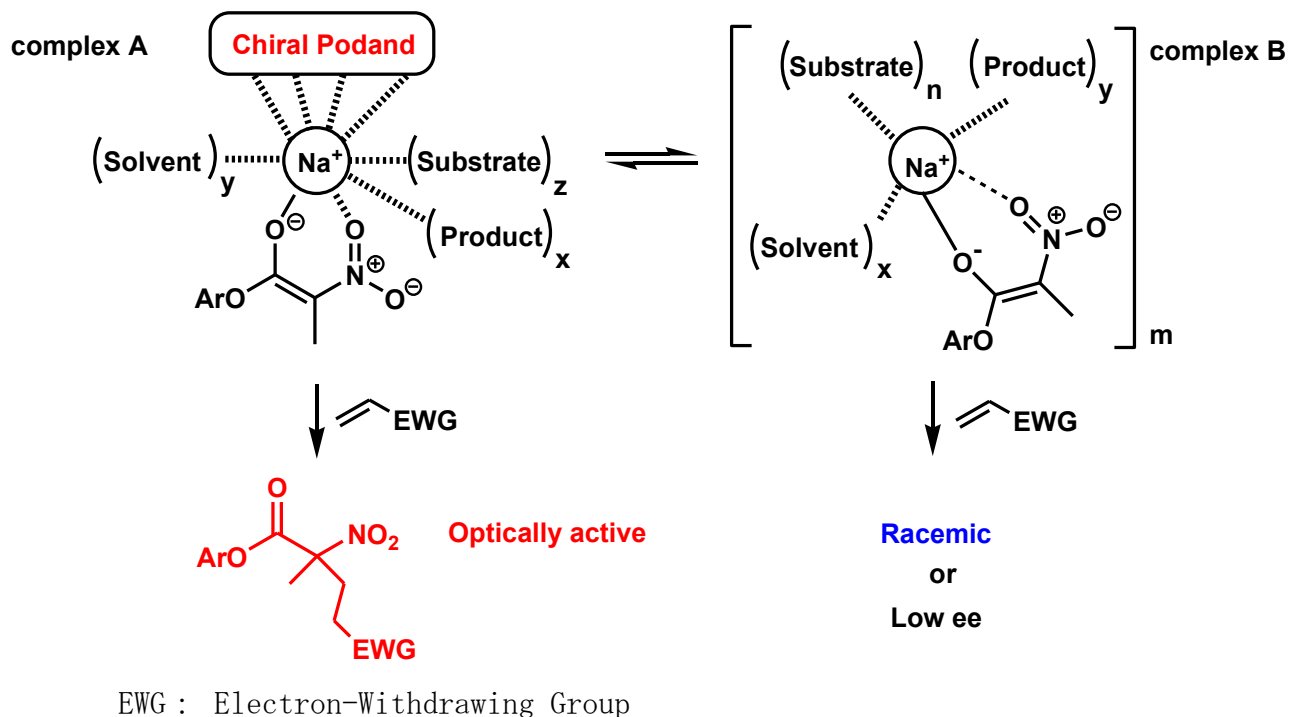 complex A
Chiral Podand
complex B
(Substrate)n
(Product)y
(Solvent)y
Na+
(Substrate)z
Na+
(Product)x
(Solvent)x
O⊖
O
N⊕
O⊖
ArO
O
N⊕
O⊖
O-
ArO
m
EWG
EWG
O
NO2
ArO
EWG
Optically active
Racemic
or
Low ee
EWG : Electron-Withdrawing Group